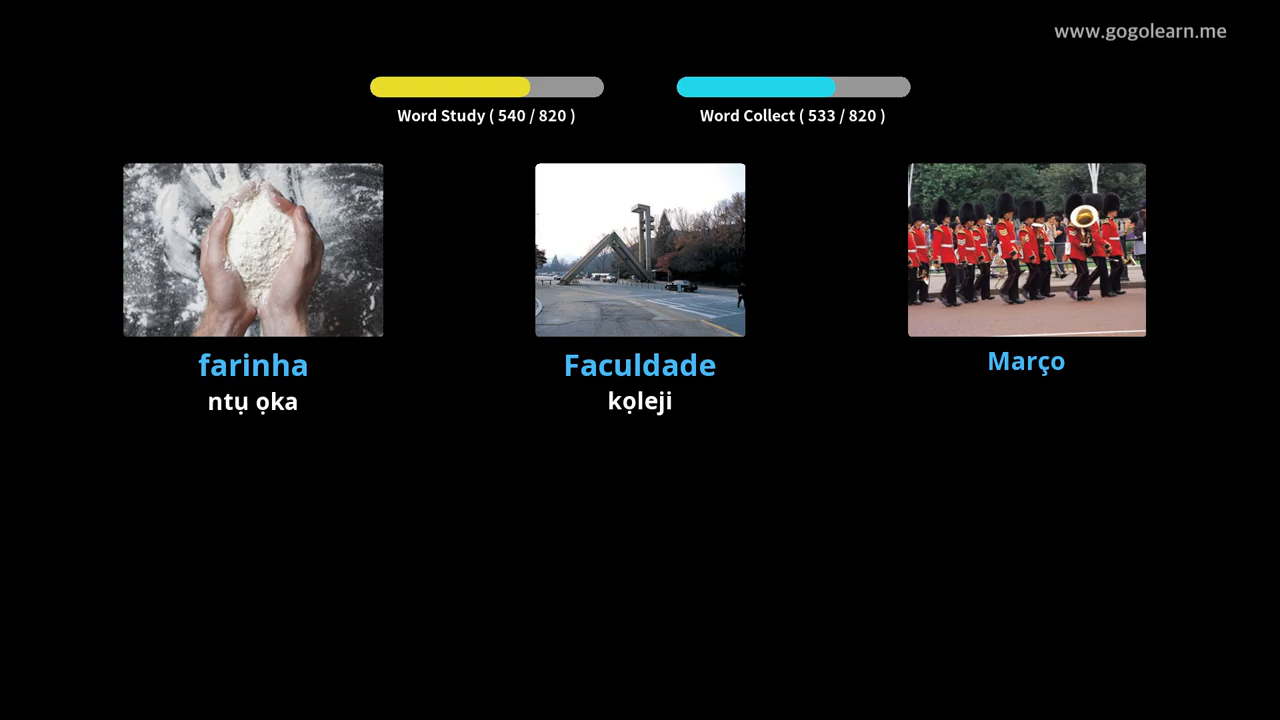 www.gogolearn.me
Word Study ( 540 / 820 )
Word Collect ( 533 / 820 )
farinha
ntụ ọka
Faculdade
kọleji
Março